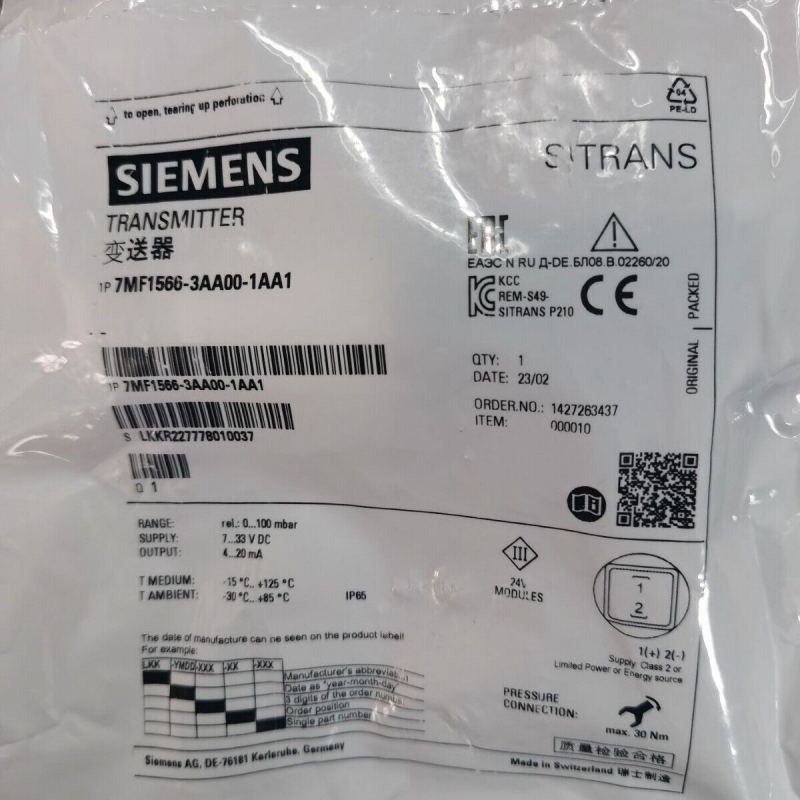 to open, tearing up perforation
04
PE-LD
SIEMENS
SITRANS
TRANSMITTER
变送器
1P 7MF1566-3AA00-1AA1
EAC
ЕАЭС N RU Д-DE.БЛ08.В.02260/20
KCC
REM-S49-
SITRANS P210
CE
ORIGINAL | PACKED
1P 7MF1566-3AA00-1AA1
QTY: 1
DATE: 23/02
S LKKR227778010037
ORDER.NO.: 1427263437
ITEM: 000010
Q 1
RANGE: rel.: 0...100 mbar
SUPPLY: 7...33 V DC
OUTPUT: 4...20 mA
T MEDIUM: -15 °C... +125 °C
T AMBIENT: -30 °C... +85 °C IP65
III
24V
MODULES
1
2
1(+) 2(-)
Supply: Class 2 or
Limited Power or Energy source
The date of manufacture can be seen on the product label!
For example:
LKK -YMDD-XXX -XX -XXX
Manufacturer's
Date as "year-month-day"
3 digits of the order number
Order position
Single part number
PRESSURE
CONNECTION:
max. 30 Nm
质量检验合格
Siemens AG, DE-76181 Karlsruhe, Germany
Made in Switzerland 瑞士制造